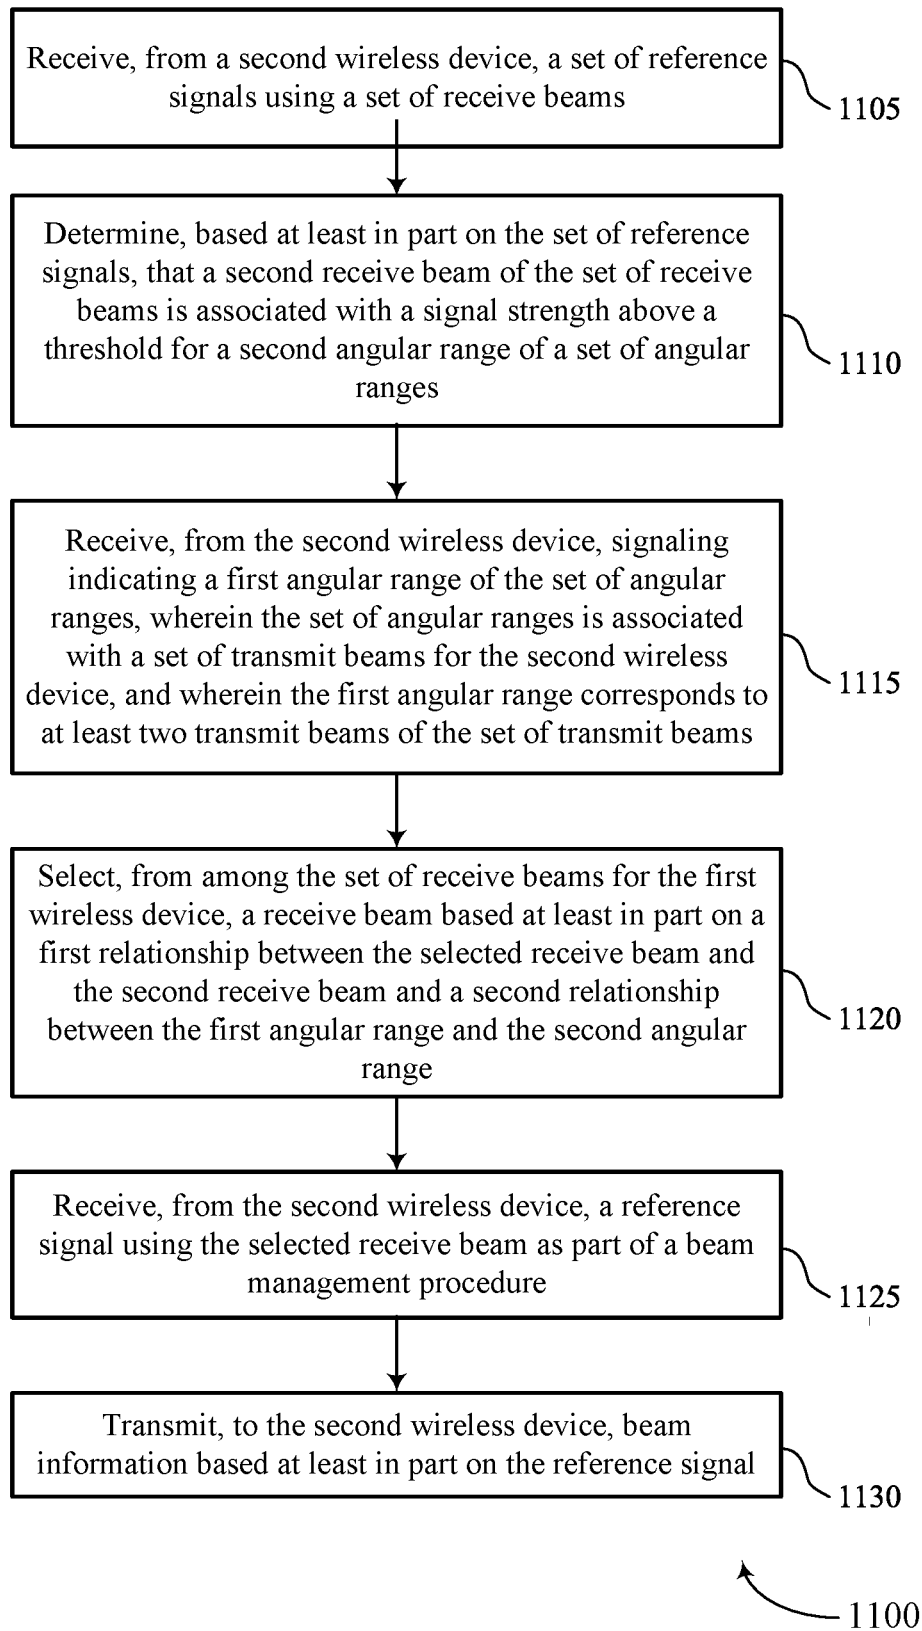 Receive, from a second wireless device, a set of reference
signals using a set of receive beams
1105
Determine, based at least in part on the set of reference
signals, that a second receive beam of the set of receive
beams is associated with a signal strength above a
threshold for a second angular range of a set of angular
ranges
1110
Receive, from the second wireless device, signaling
indicating a first angular range of the set of angular
ranges, wherein the set of angular ranges is associated
with a set of transmit beams for the second wireless
device, and wherein the first angular range corresponds to
at least two transmit beams of the set of transmit beams
1115
Select, from among the set of receive beams for the first
wireless device, a receive beam based at least in part on a
first relationship between the selected receive beam and
the second receive beam and a second relationship
between the first angular range and the second angular
range
1120
Receive, from the second wireless device, a reference
signal using the selected receive beam as part of a beam
management procedure
1125
Transmit, to the second wireless device, beam
information based at least in part on the reference signal
1130
1100